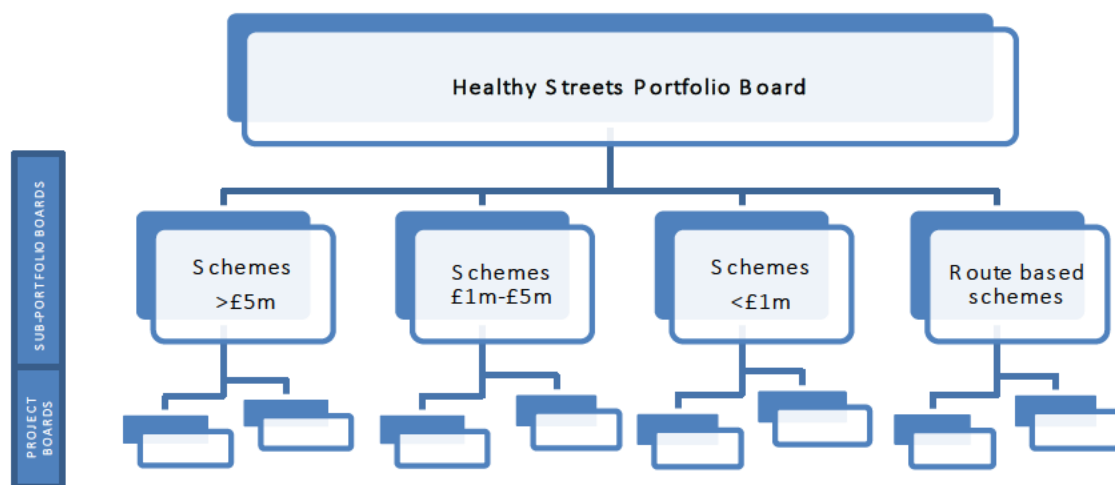 Healthy Streets Portfolio Board
SUB-PORTFOLIO BOARDS
Schemes
>£5m
Schemes
£1m-£5m
Schemes
<£1m
Route based
schemes
PROJECT
BOARDS